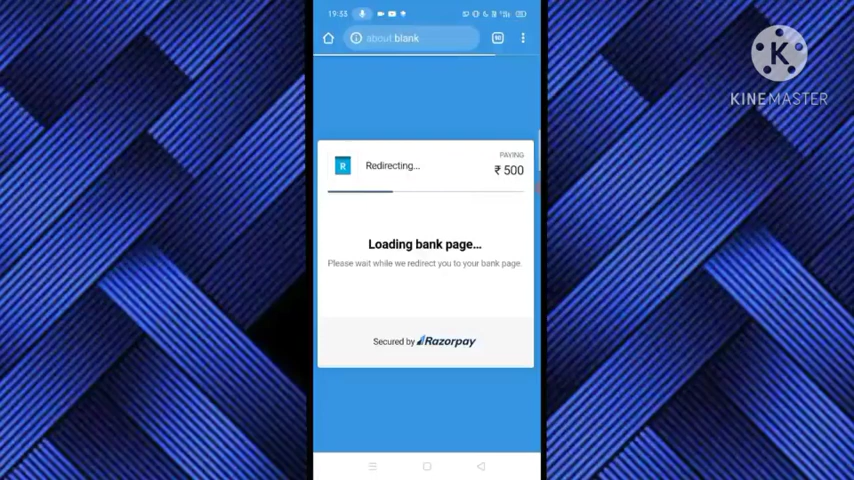 19:33
about:blank
R
Redirecting...
PAYING
₹ 500
Loading bank page...
Please wait while we redirect you to your bank page.
Secured by Razorpay
K
KINEMASTER